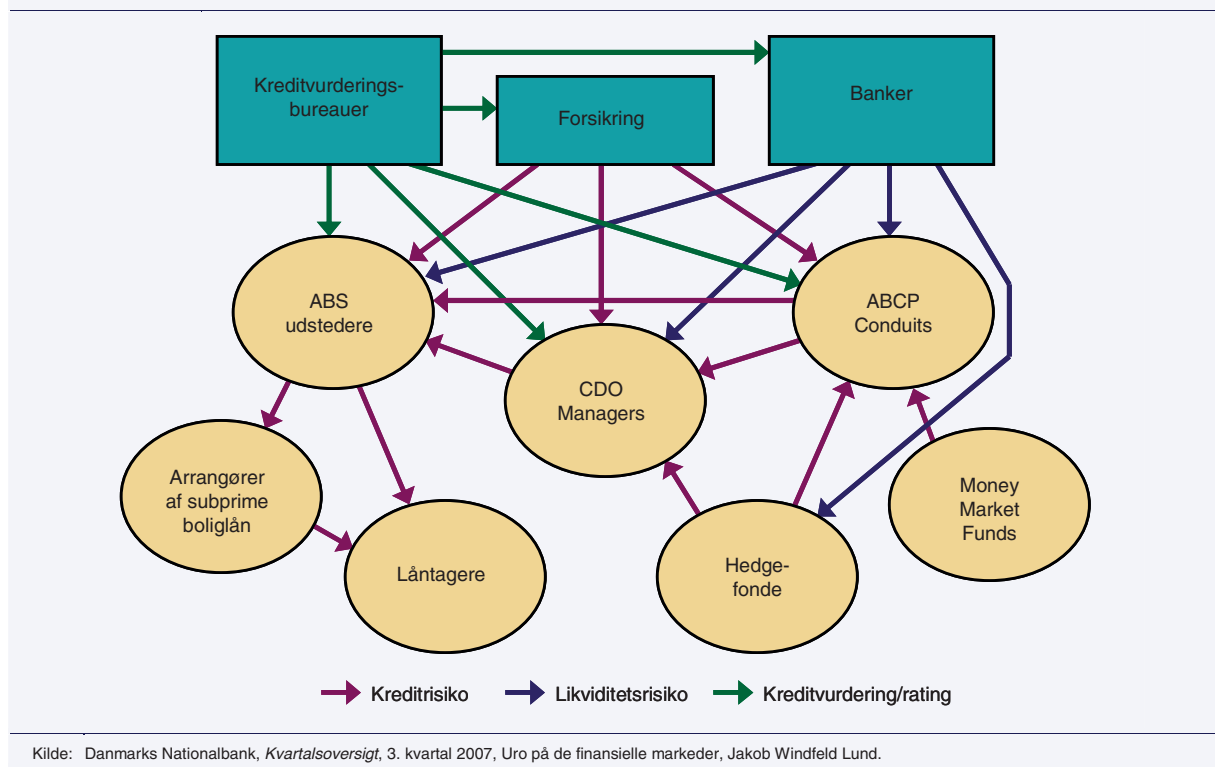 Kreditvurderings-
bureauer
Forsikring
Banker
ABS
udstedere
ABCP
Conduits
CDO
Managers
Arrangører
af subprime
boliglån
Låntagere
Hedge-
fonde
Money
Market
Funds
Kreditrisiko
Likviditetsrisiko
Kreditvurdering/rating
Kilde: Danmarks Nationalbank, Kvartalsoversigt, 3. kvartal 2007, Uro på de finansielle markeder, Jakob Windfeld Lund.